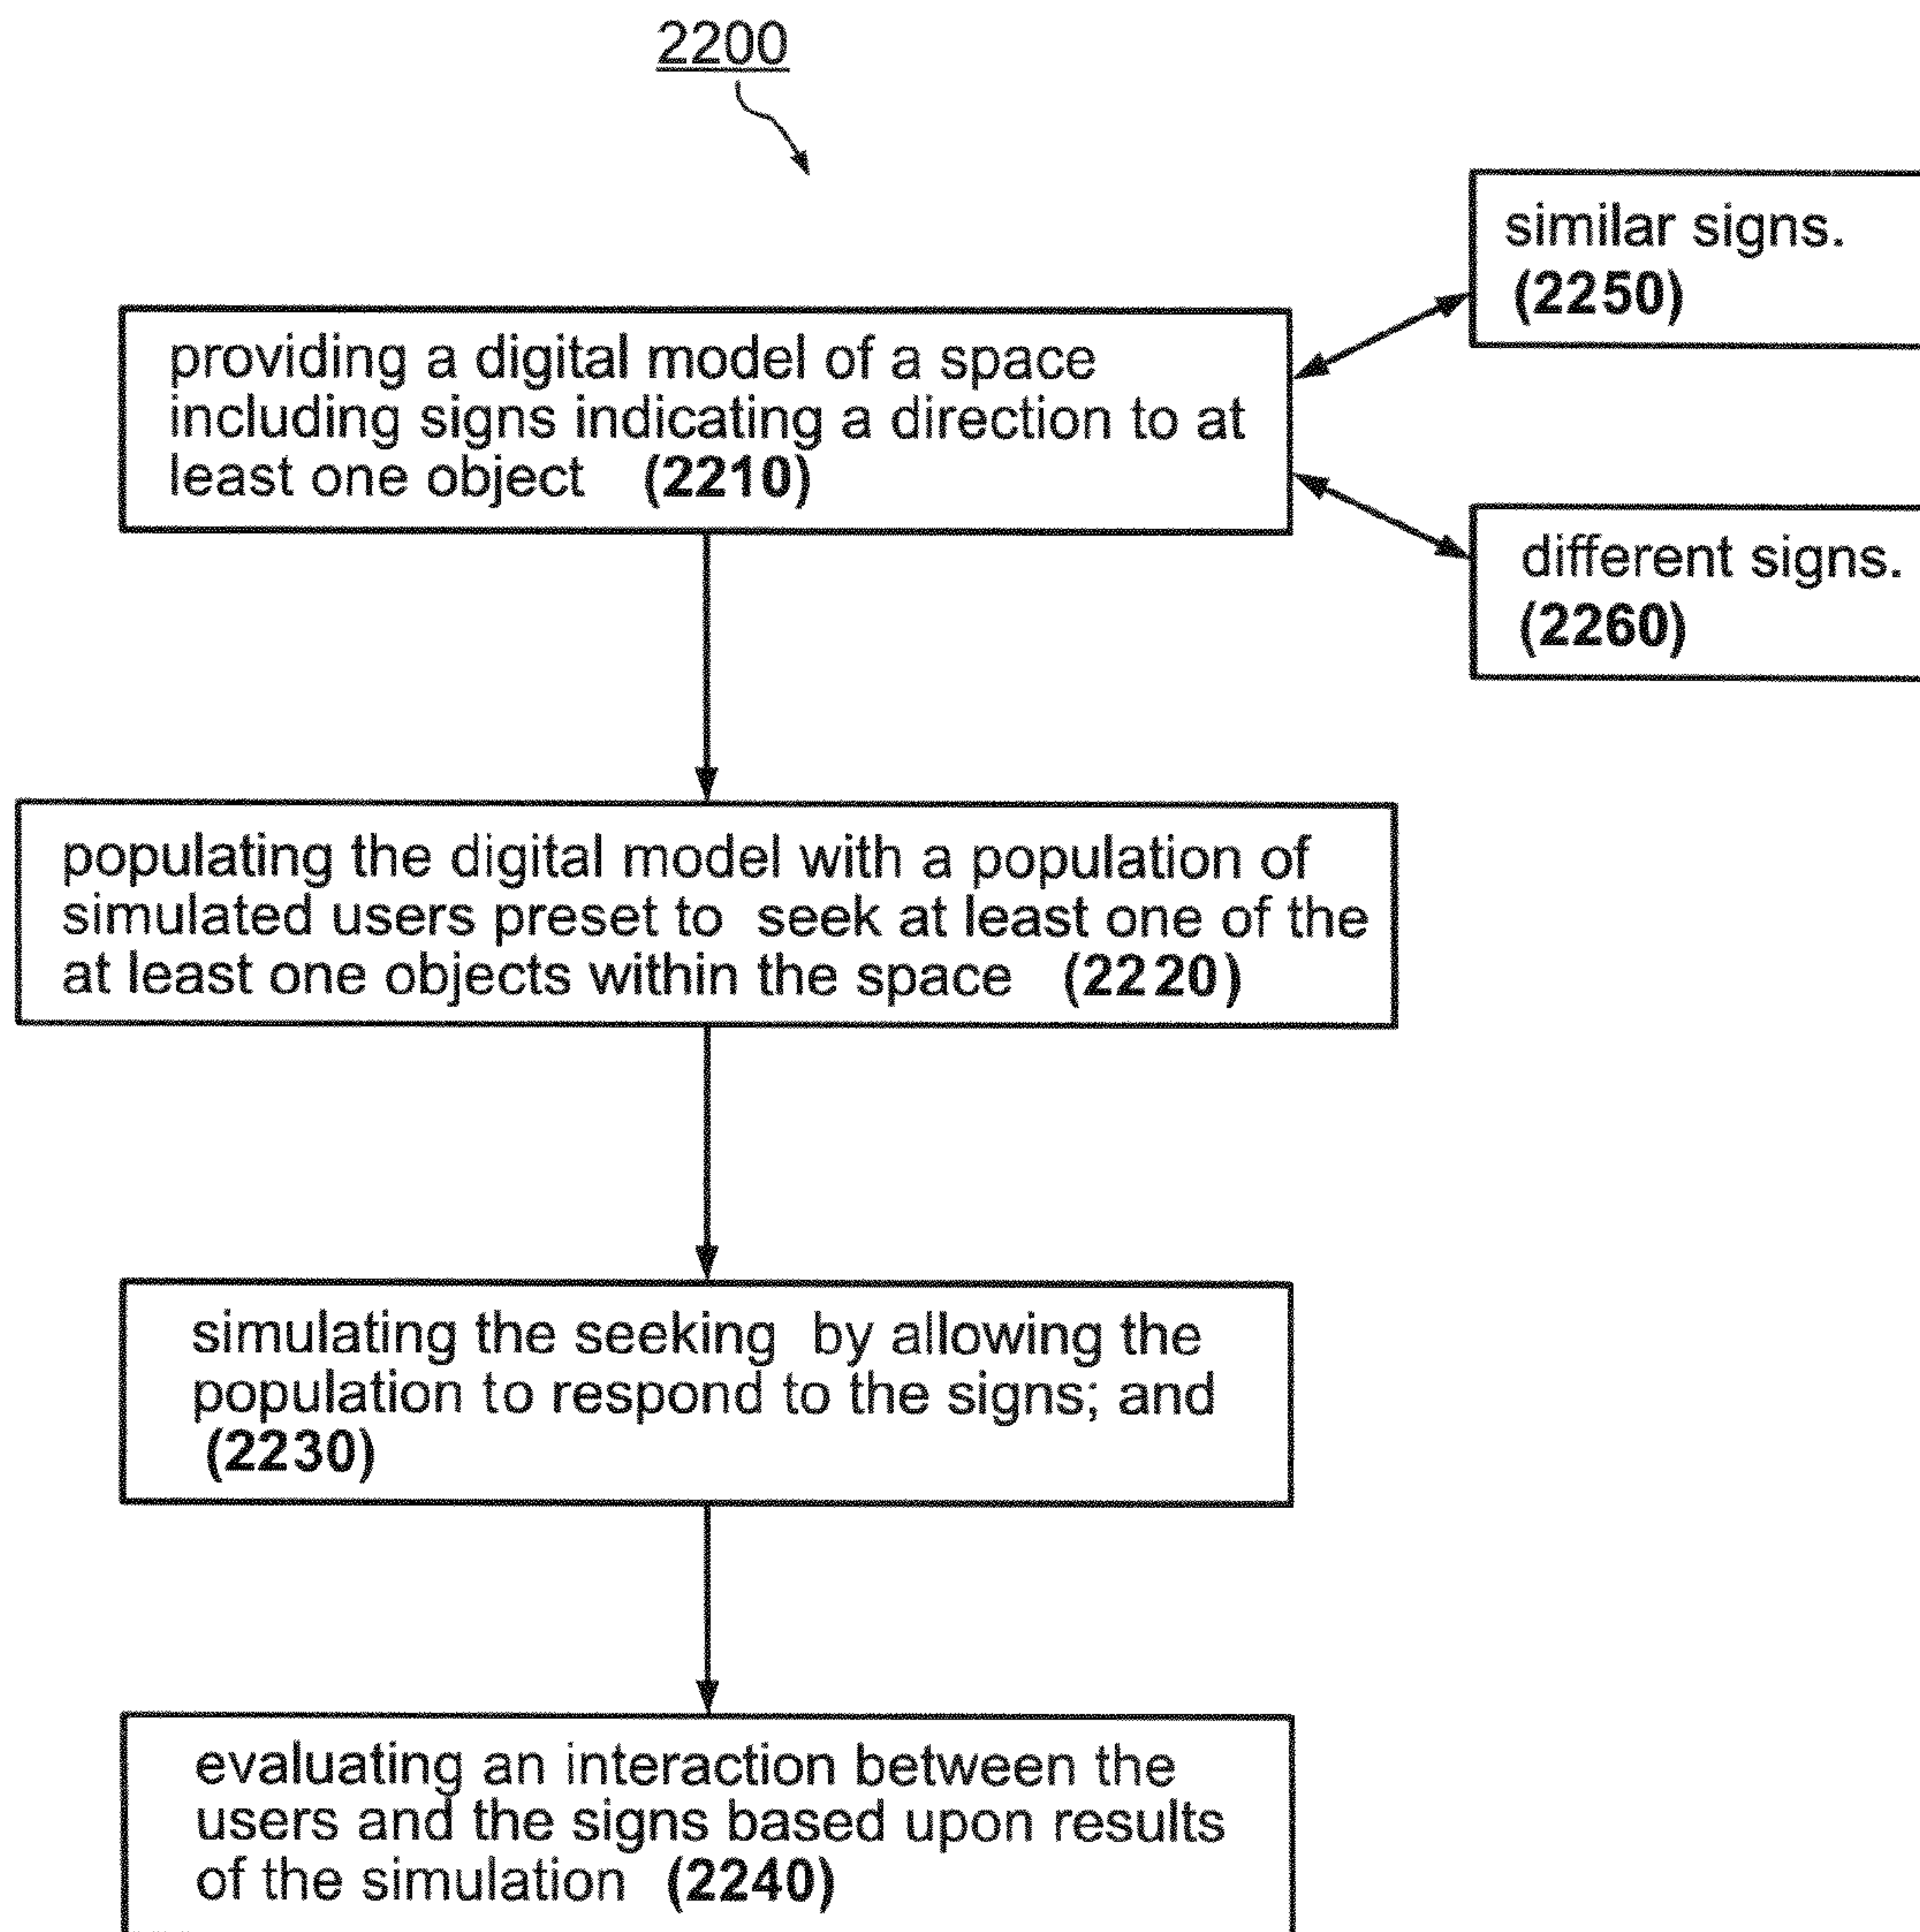 2200
similar signs.
(2250)
providing a digital model of a space
including signs indicating a direction to at
least one object (2210)
different signs.
(2260)
populating the digital model with a population of
simulated users preset to seek at least one of the
at least one objects within the space (2220)
simulating the seeking by allowing the
population to respond to the signs; and
(2230)
evaluating an interaction between the
users and the signs based upon results
of the simulation (2240)